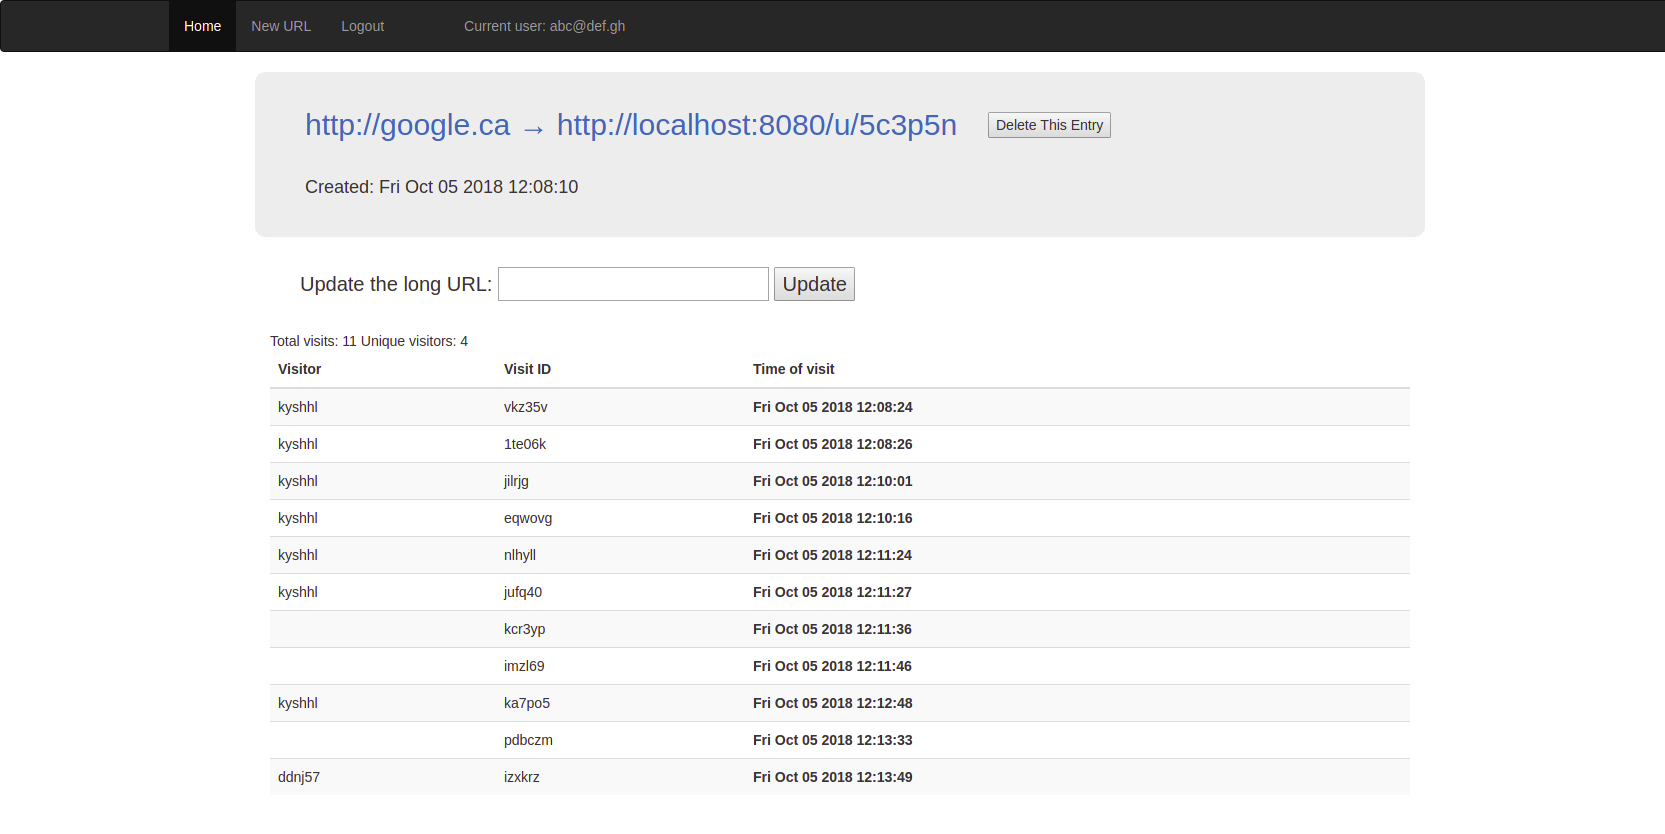 Home New URL Logout Current user: abc@def.gh
http://google.ca → http://localhost:8080/u/5c3p5n Delete This Entry
Created: Fri Oct 05 2018 12:08:10
Update the long URL: Update
Total visits: 11 Unique visitors: 4
Visitor Visit ID Time of visit
kyshhl vkz35v Fri Oct 05 2018 12:08:24
kyshhl 1te06k Fri Oct 05 2018 12:08:26
kyshhl jilrjg Fri Oct 05 2018 12:10:01
kyshhl eqwovg Fri Oct 05 2018 12:10:16
kyshhl nlhyll Fri Oct 05 2018 12:11:24
kyshhl jufq40 Fri Oct 05 2018 12:11:27
kcr3yp Fri Oct 05 2018 12:11:36
imzl69 Fri Oct 05 2018 12:11:46
kyshhl ka7po5 Fri Oct 05 2018 12:12:48
pdbczm Fri Oct 05 2018 12:13:33
ddnj57 izxkrz Fri Oct 05 2018 12:13:49